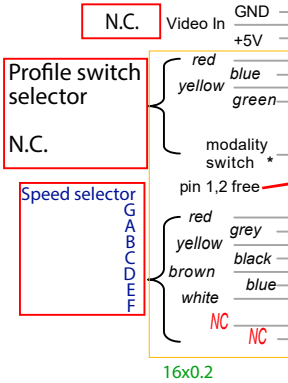 GND
N.C.
Video In
+5V
Profile switch
selector
N.C.
red
blue
yellow
green
modality
switch *
pin 1,2 free
Speed selector
G
A
B
C
D
E
F
red
grey
yellow
black
brown
blue
white
NC
NC
16x0.2